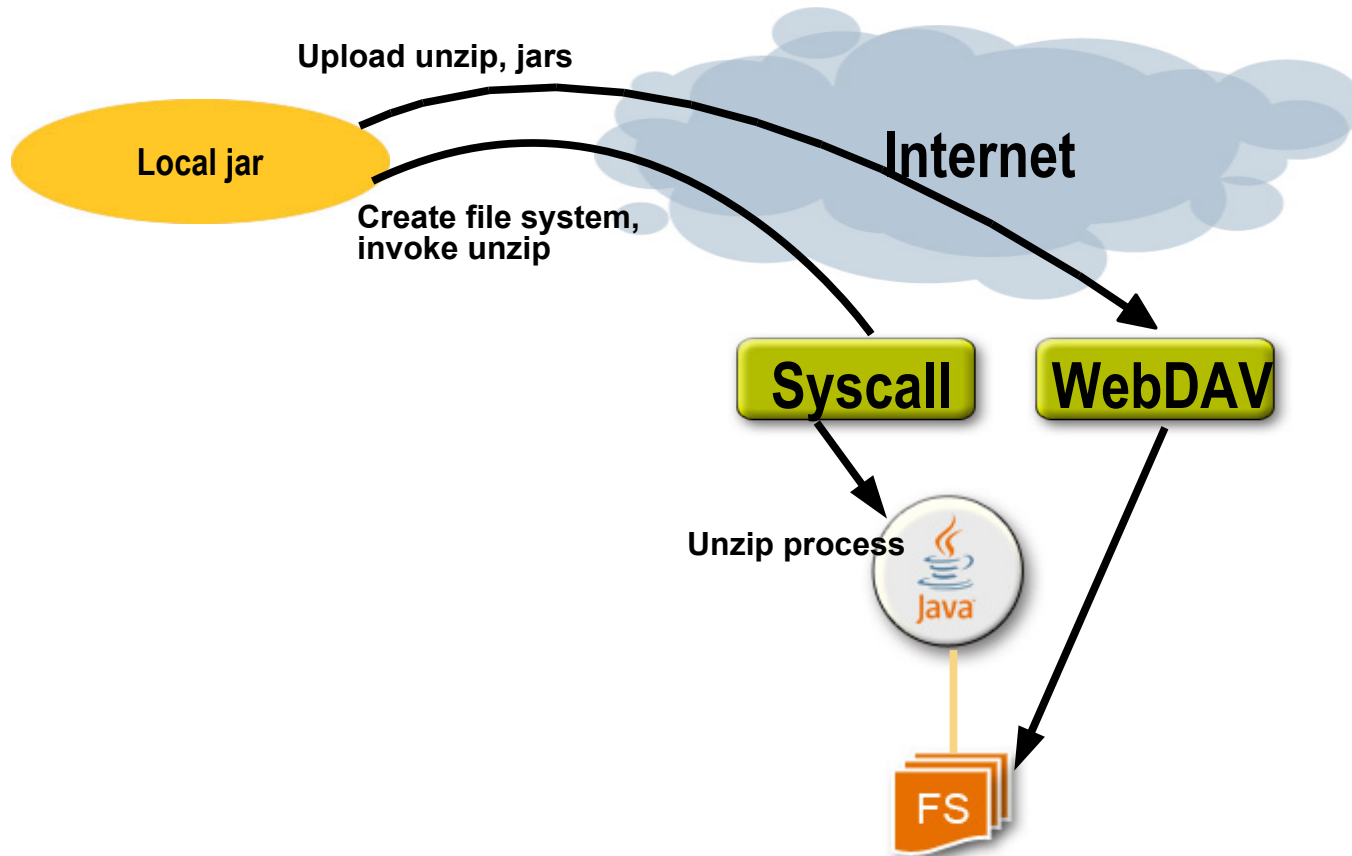 Upload unzip, jars
Internet
Local jar
Create file system,
invoke unzip
Syscall
WebDAV
Unzip process
Java
FS